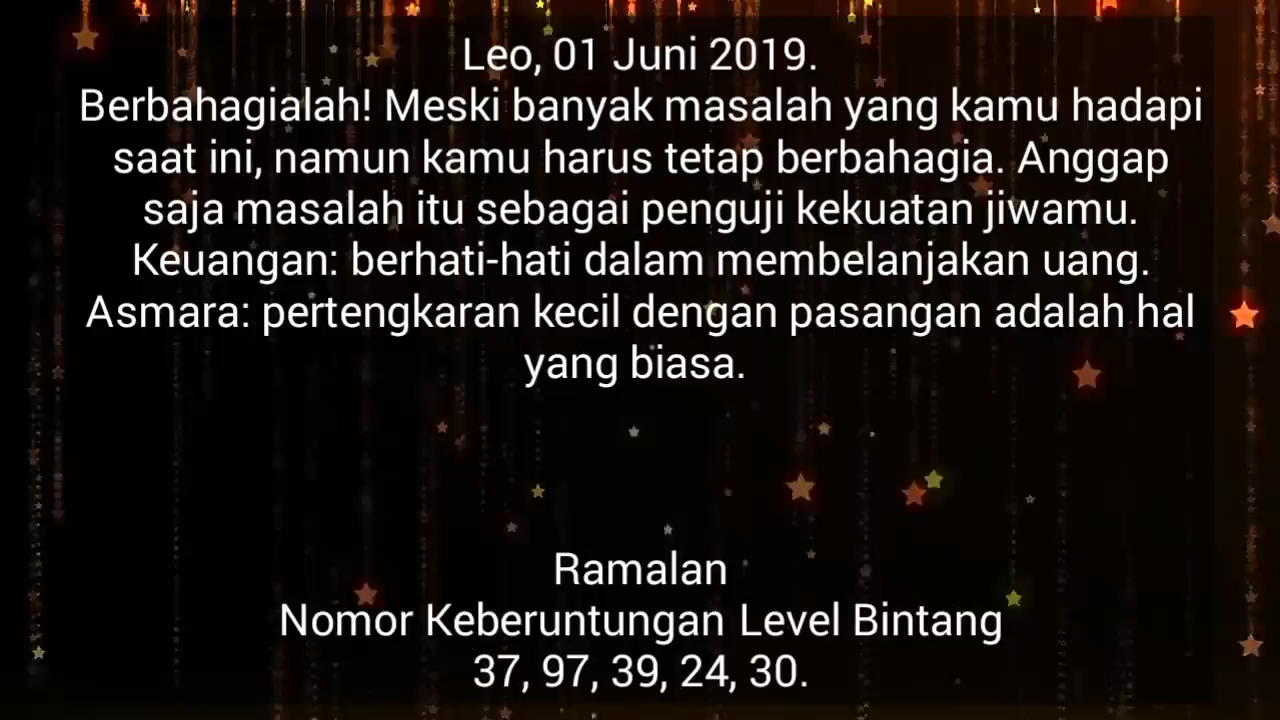 Leo, 01 Juni 2019.
Berbahagialah! Meski banyak masalah yang kamu hadapi
saat ini, namun kamu harus tetap berbahagia. Anggap
saja masalah itu sebagai penguji kekuatan jiwamu.
Keuangan: berhati-hati dalam membelanjakan uang.
Asmara: pertengkaran kecil dengan pasangan adalah hal
yang biasa.
Ramalan
Nomor Keberuntungan Level Bintang
37, 97, 39, 24, 30.